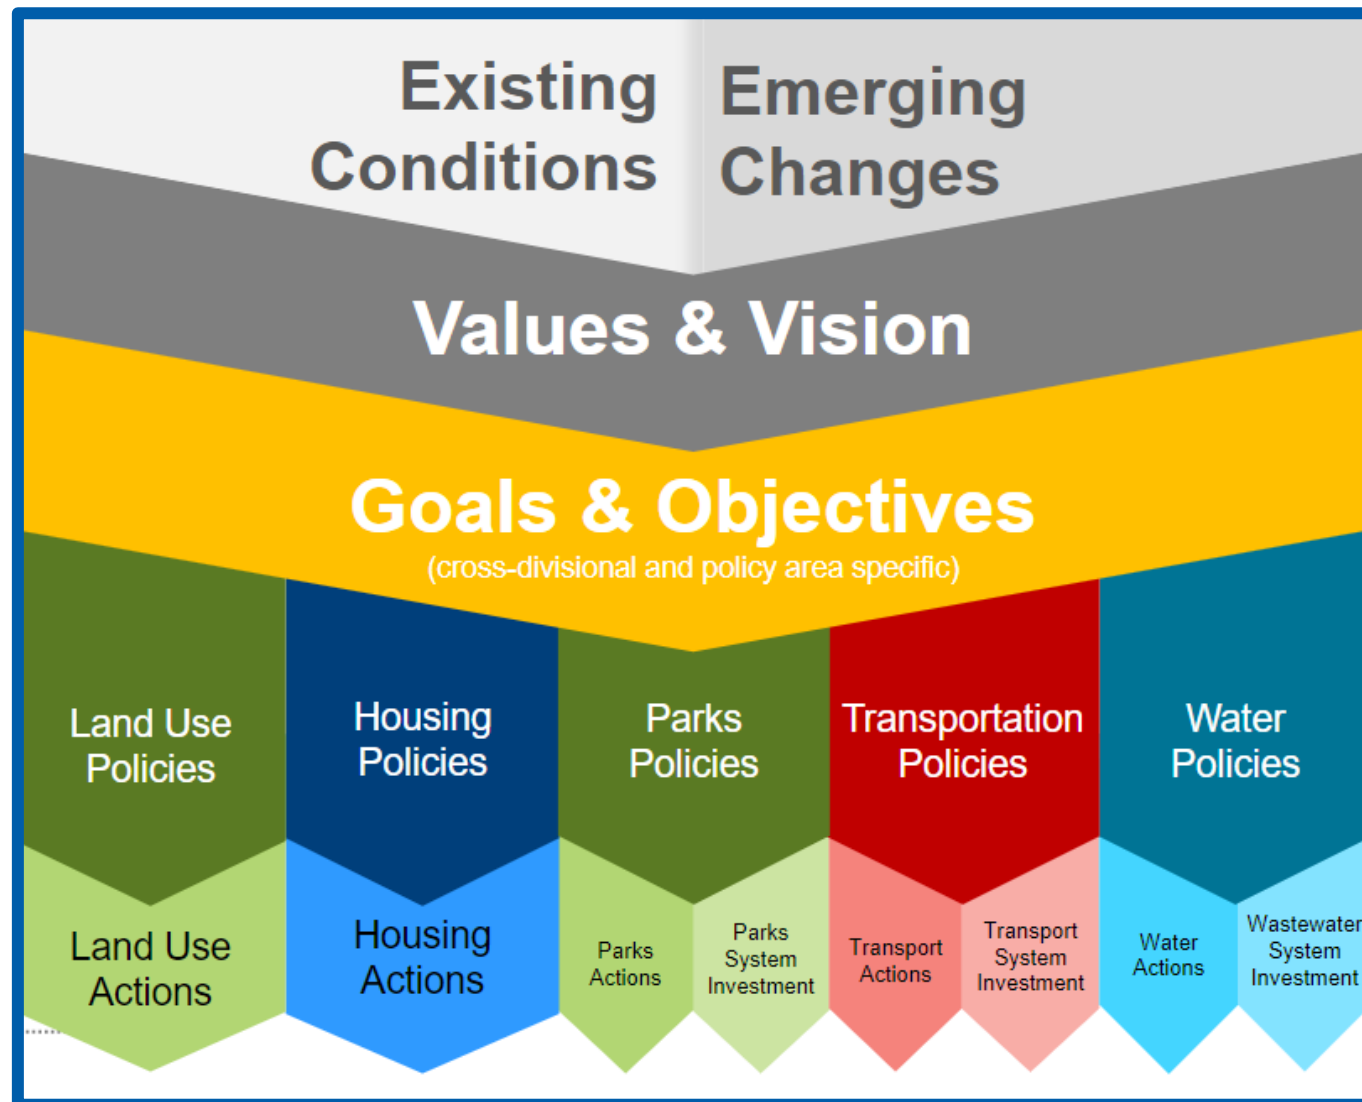 Existing
Conditions
Emerging
Changes
Values & Vision
Goals & Objectives
(cross-divisional and policy area specific)
Land Use
Policies
Housing
Policies
Parks
Policies
Transportation
Policies
Water
Policies
Land Use
Actions
Housing
Actions
Parks
Actions
Parks
System
Investment
Transport
Actions
Transport
System
Investment
Water
Actions
Wastewater
System
Investment